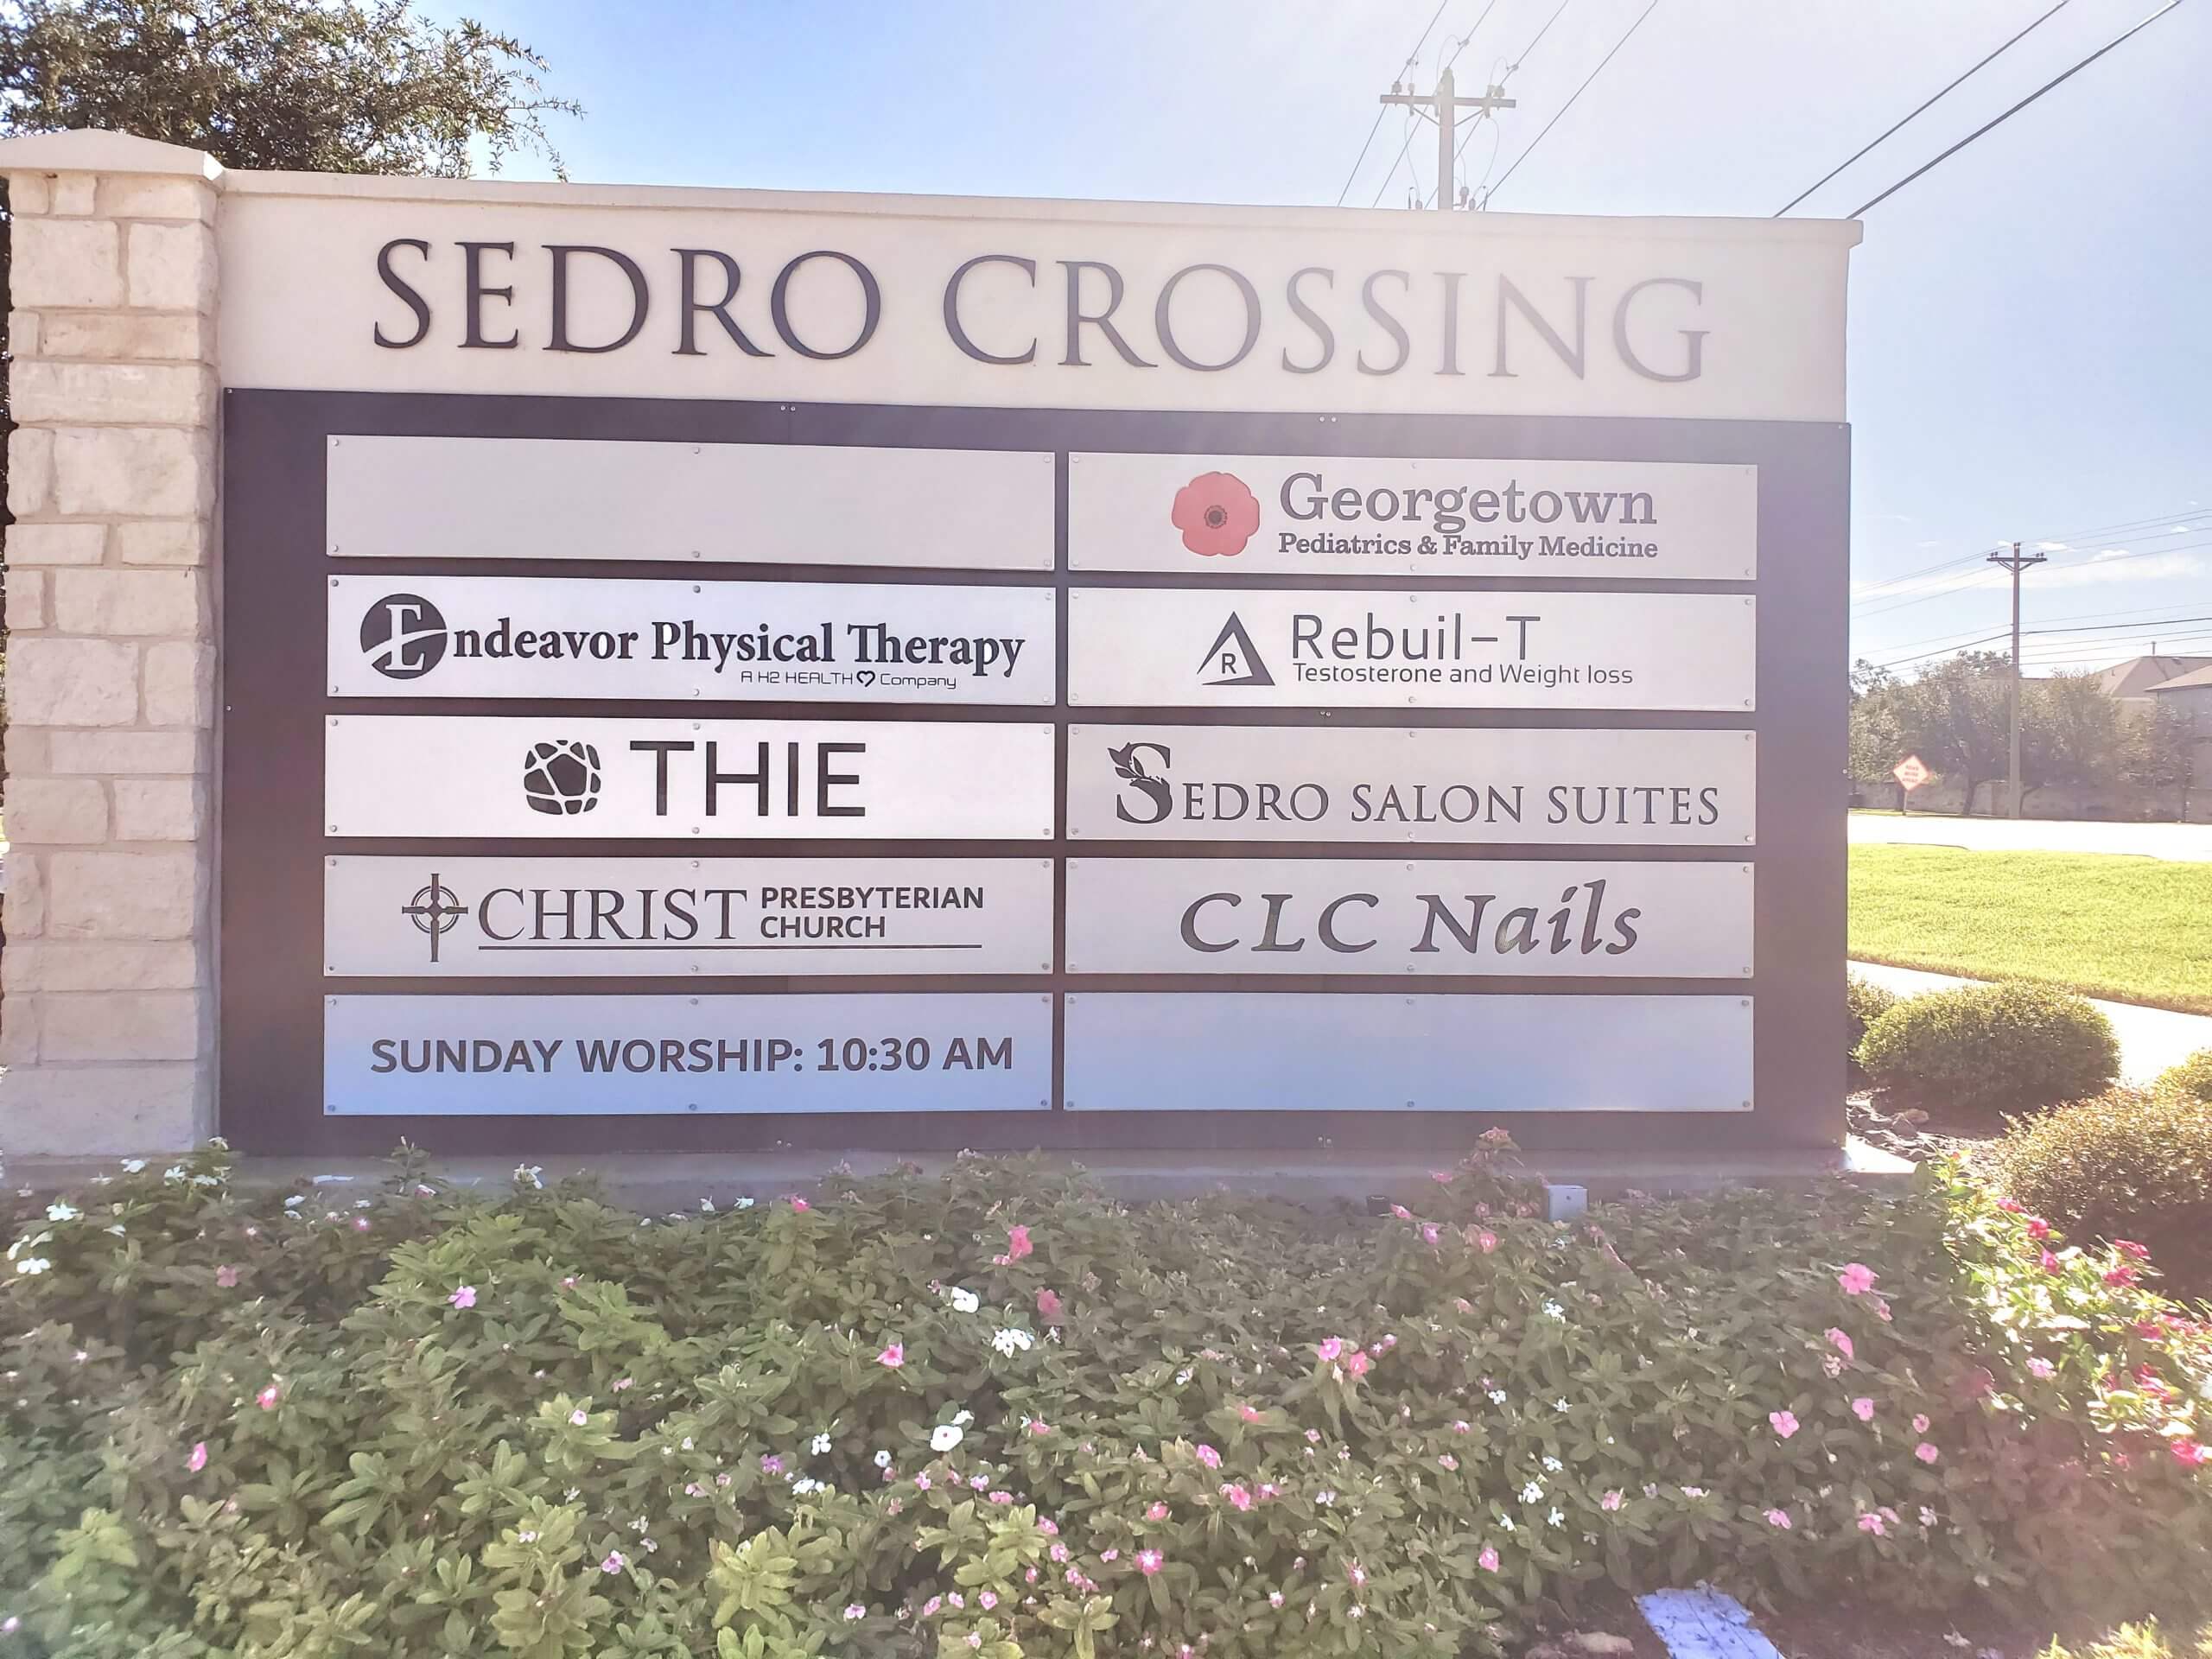 SEDRO CROSSING
Endeavor Physical Therapy
A H2 HEALTH Company
THIE
CHRIST PRESBYTERIAN
CHURCH
SUNDAY WORSHIP: 10:30 AM
Georgetown
Pediatrics & Family Medicine
R
Rebuil-T
Testosterone and Weight loss
SEDRO SALON SUITES
CLC Nails